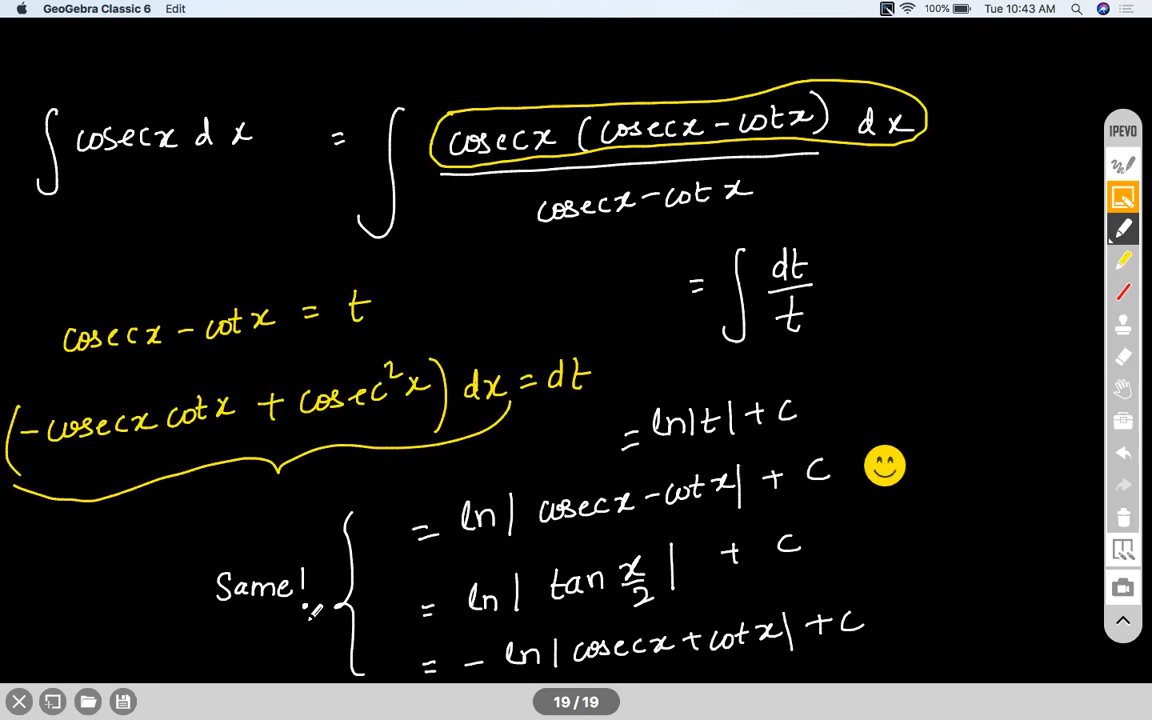 GeoGebra Classic 6 Edit 100% Tue 10:43 AM
∫ cosecx dx = ∫ cosecx (cosecx - cotx) dx
cosecx - cotx
IPEVO
= ∫ dt/t
cosecx - cotx = t
(-cosecx cotx + cosec²x) dx = dt
= ln|t| + c
= ln| cosecx - cotx| + c
Same!
= ln| tan x/2 | + c
= - ln| cosecx + cotx| + c
19 / 19